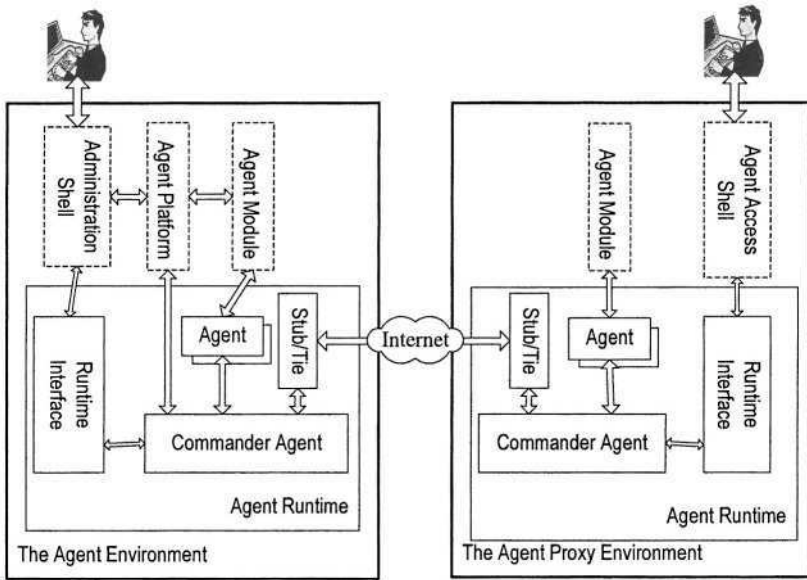 Administration
Shell
Agent Platform
Agent Module
Runtime
Interface
Agent
Stub/Tie
Commander Agent
Agent Runtime
The Agent Environment
Internet
Agent Module
Agent Access
Shell
Stub/Tie
Agent
Runtime
Interface
Commander Agent
Agent Runtime
The Agent Proxy Environment